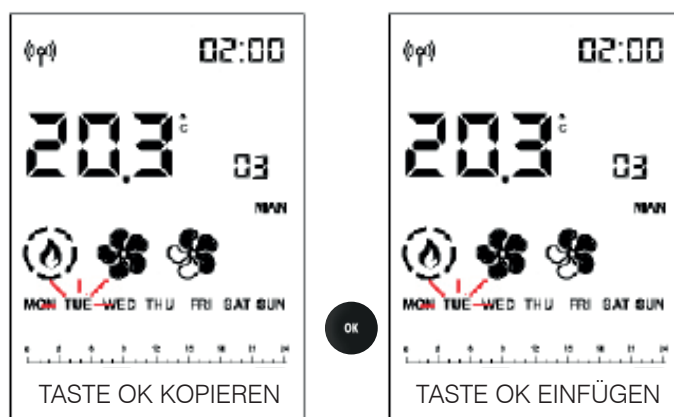 02:00
20.3 °C
03
MAN
MON TUE WED THU FRI SAT SUN
TASTE OK KOPIEREN
OK
02:00
20.3 °C
03
MAN
MON TUE WED THU FRI SAT SUN
TASTE OK EINFÜGEN